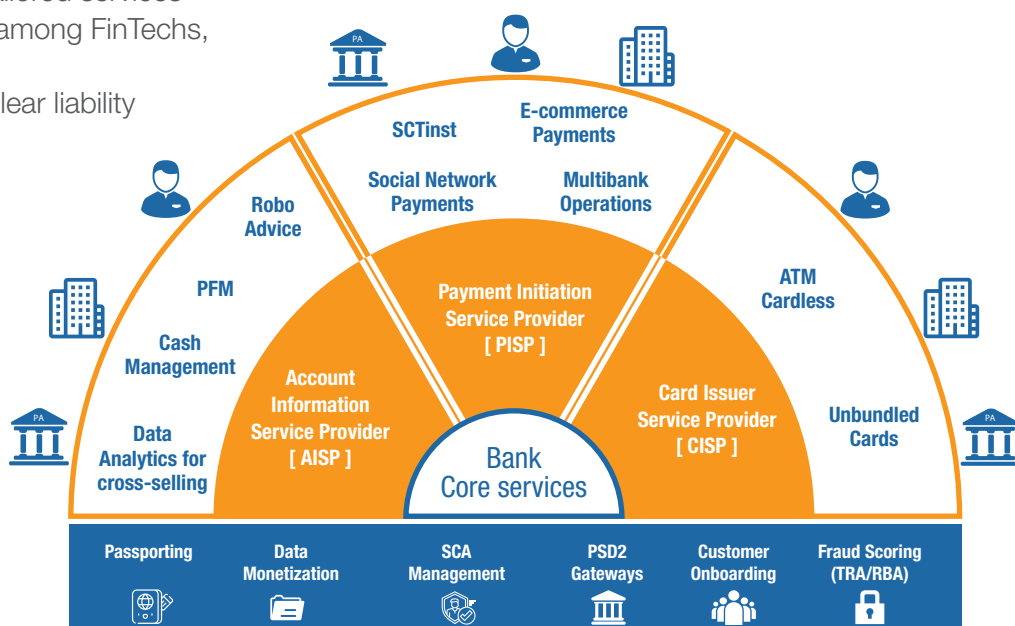 ailored services
among FinTechs,
lear liability
PA
SCTinst
E-commerce
Payments
Social Network
Payments
Multibank
Operations
Robo
Advice
PFM
Cash
Management
Data
Analytics for
cross-selling
PA
ATM
Cardless
Unbundled
Cards
PA
Account
Information
Service Provider
[ AISP ]
Payment Initiation
Service Provider
[ PISP ]
Card Issuer
Service Provider
[ CISP ]
Bank
Core services
Passporting
Data
Monetization
SCA
Management
PSD2
Gateways
Customer
Onboarding
Fraud Scoring
(TRA/RBA)